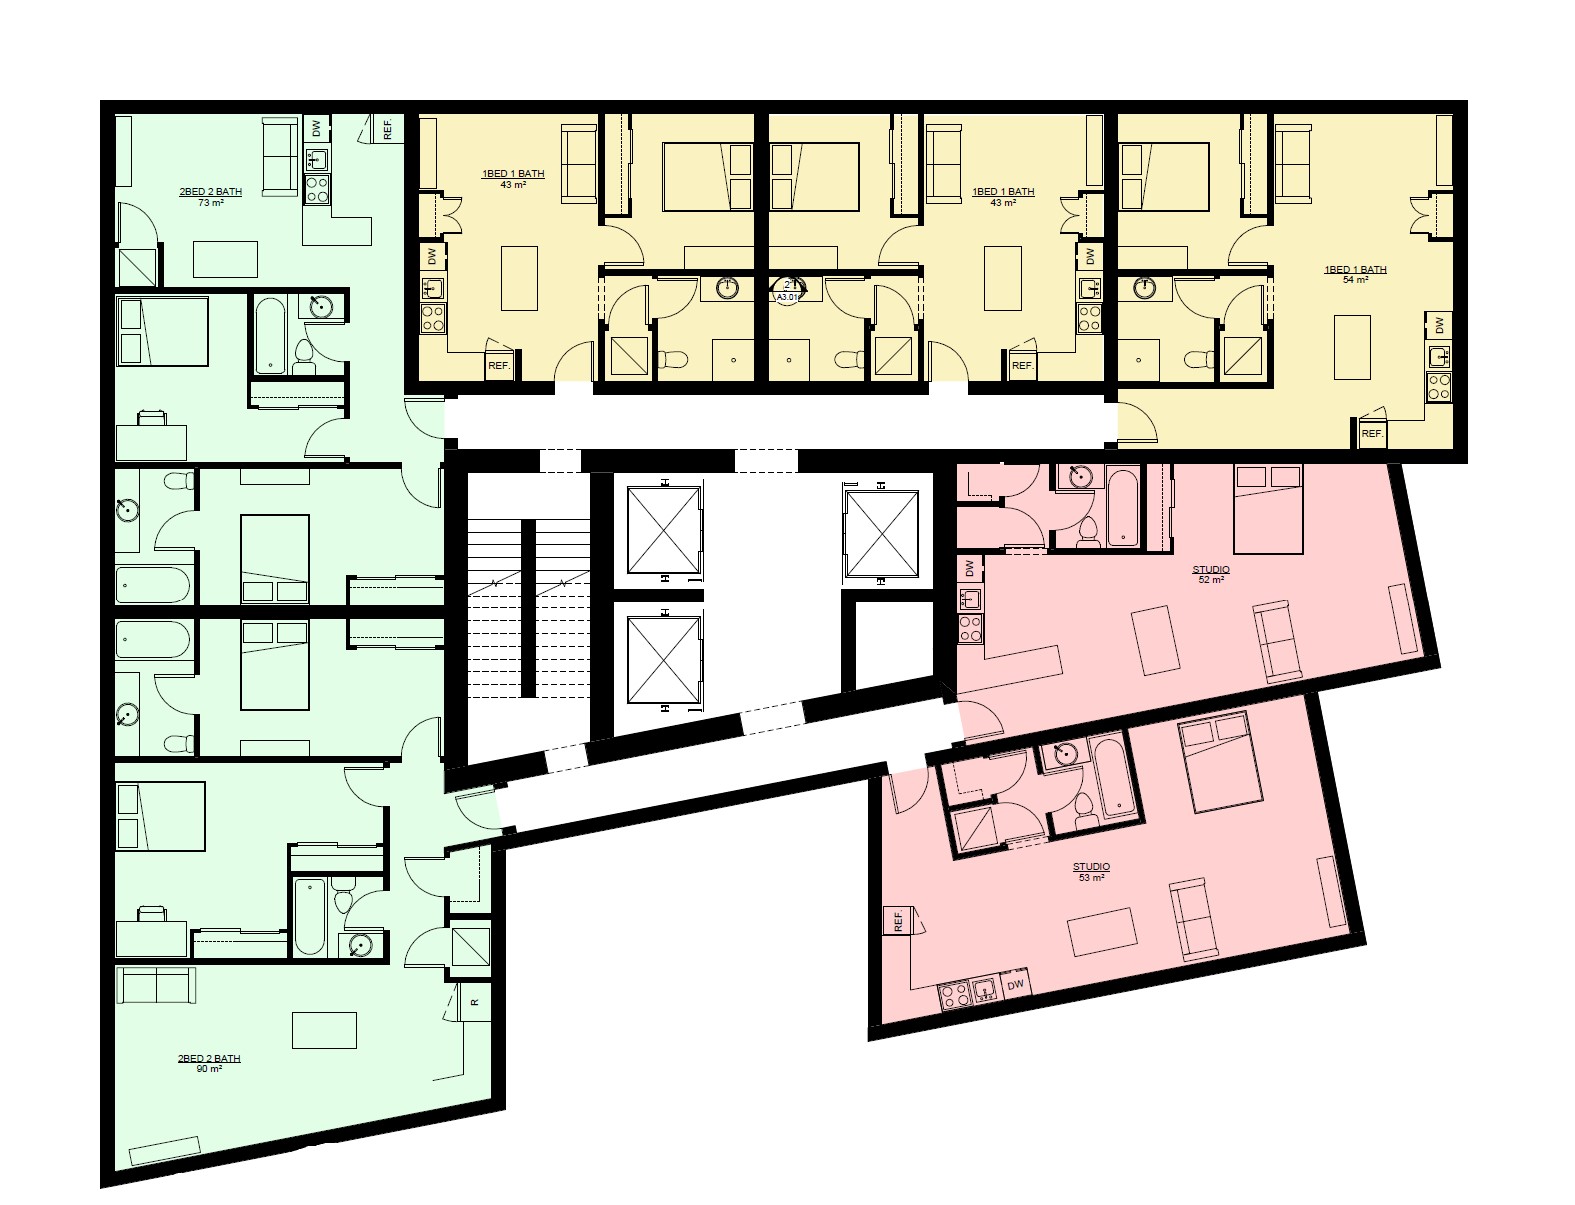 DW
REF.
2BED 2 BATH
73 m²
1BED 1 BATH
43 m²
DW
REF.
1BED 1 BATH
43 m²
DW
REF.
2
A3.01
1BED 1 BATH
54 m²
DW
REF.
DW
STUDIO
52 m²
STUDIO
53 m²
REF.
DW
R
2BED 2 BATH
90 m²